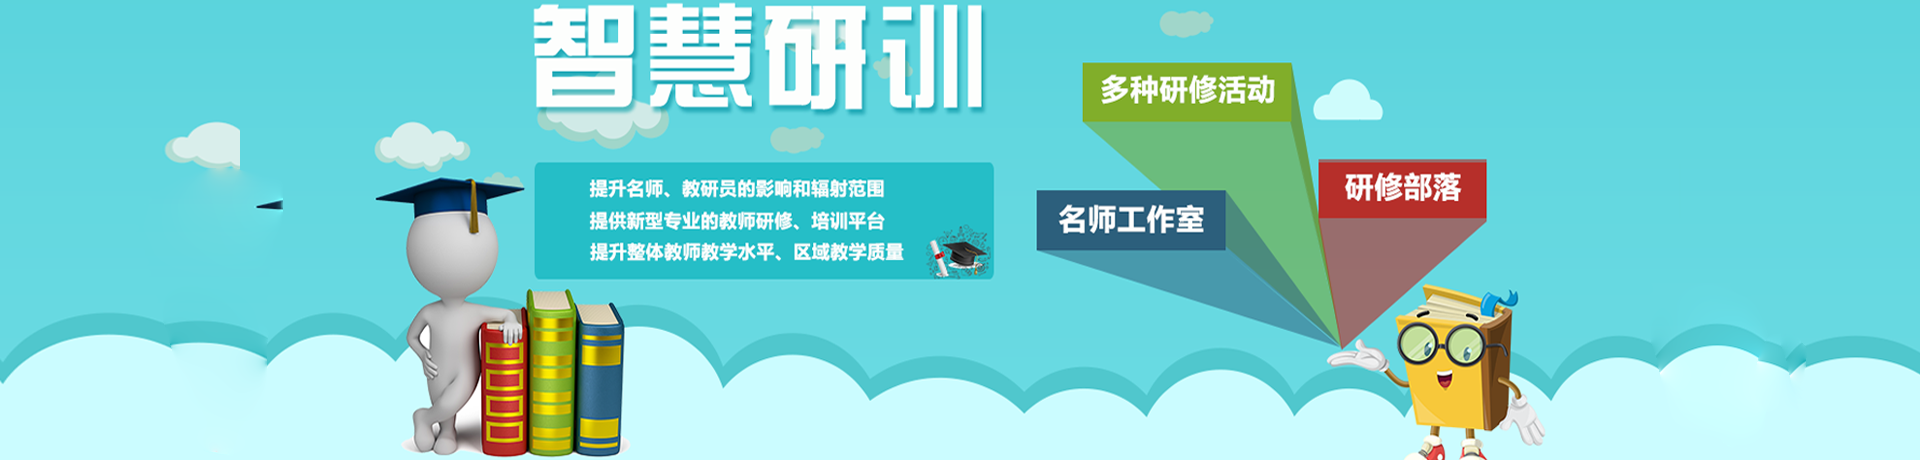 智慧研训
提升名师、教研员的影响和辐射范围
提供新型专业的教师研修、培训平台
提升整体教师教学水平、区域教学质量
多种研修活动
研修部落
名师工作室